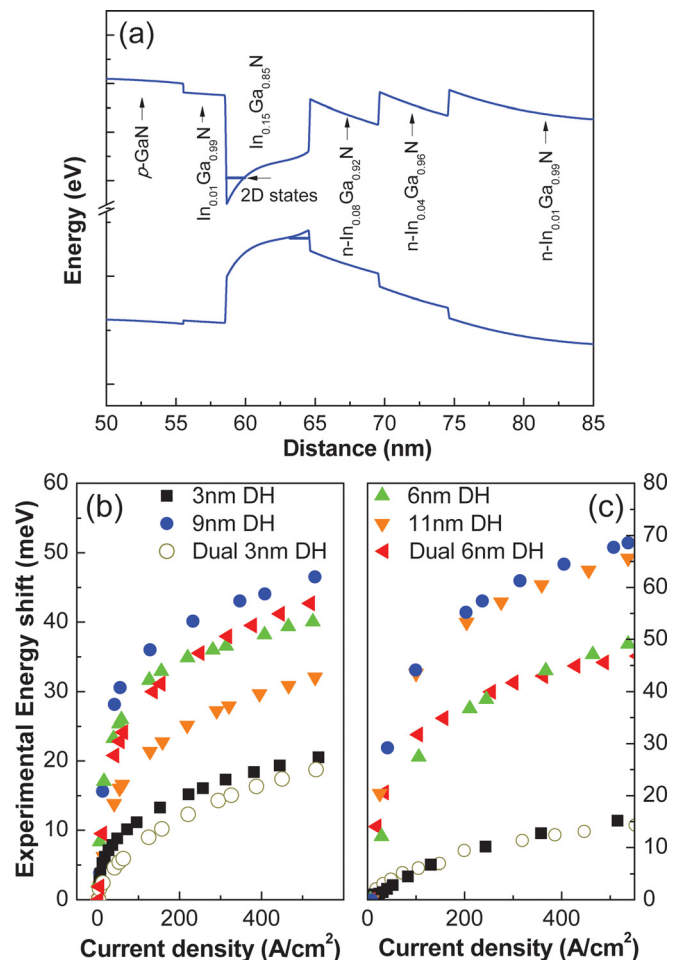 (a)
Energy (eV)
p-GaN
In0.01Ga0.99N
In0.15Ga0.85N
2D states
n-In0.08Ga0.92N
n-In0.04Ga0.96N
n-In0.01Ga0.99N
50 55 60 65 70 75 80 85
Distance (nm)
Experimental Energy shift (meV)
60
50
40
30
20
10
0
(b)
3nm DH
9nm DH
Dual 3nm DH
0 200 400
Current density (A/cm2)
(c)
6nm DH
11nm DH
Dual 6nm DH
80
70
60
50
40
30
20
10
0
0 200 400
Current density (A/cm2)